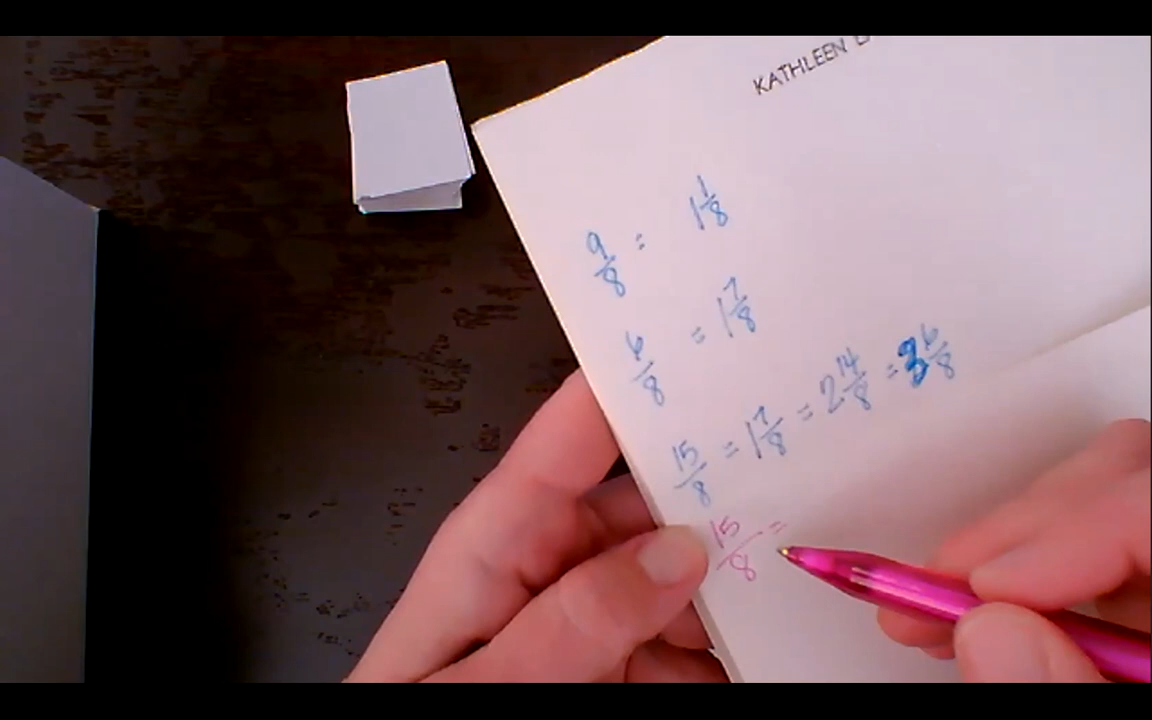 KATHLEEN
9/8 = 1 1/8
6/8 = 1 7/8
15/8 = 1 7/8 = 2 14/8 = 3 6/8
15/8 =